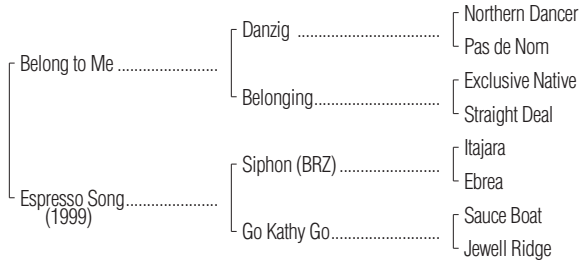 Northern Dancer
Danzig ..........................................
Pas de Nom
Belong to Me .............................
Exclusive Native
Belonging.....................................
Straight Deal
Itajara
Siphon (BRZ) .............................
Ebrea
Espresso Song...........................
(1999)
Sauce Boat
Go Kathy Go................................
Jewell Ridge